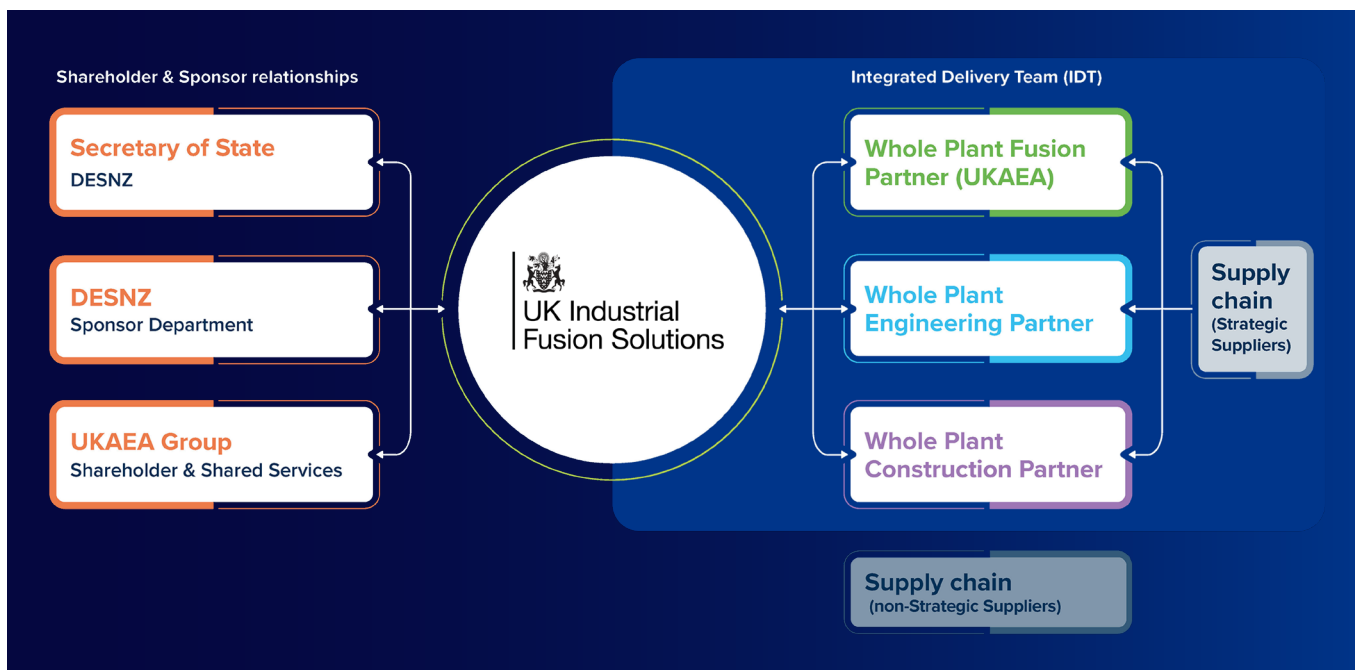 Shareholder & Sponsor relationships
Secretary of State
DESNZ
DESNZ
Sponsor Department
UKAEA Group
Shareholder & Shared Services
UK Industrial
Fusion Solutions
Integrated Delivery Team (IDT)
Whole Plant Fusion
Partner (UKAEA)
Whole Plant
Engineering Partner
Whole Plant
Construction Partner
Supply
chain
(Strategic
Suppliers)
Supply chain
(non-Strategic Suppliers)